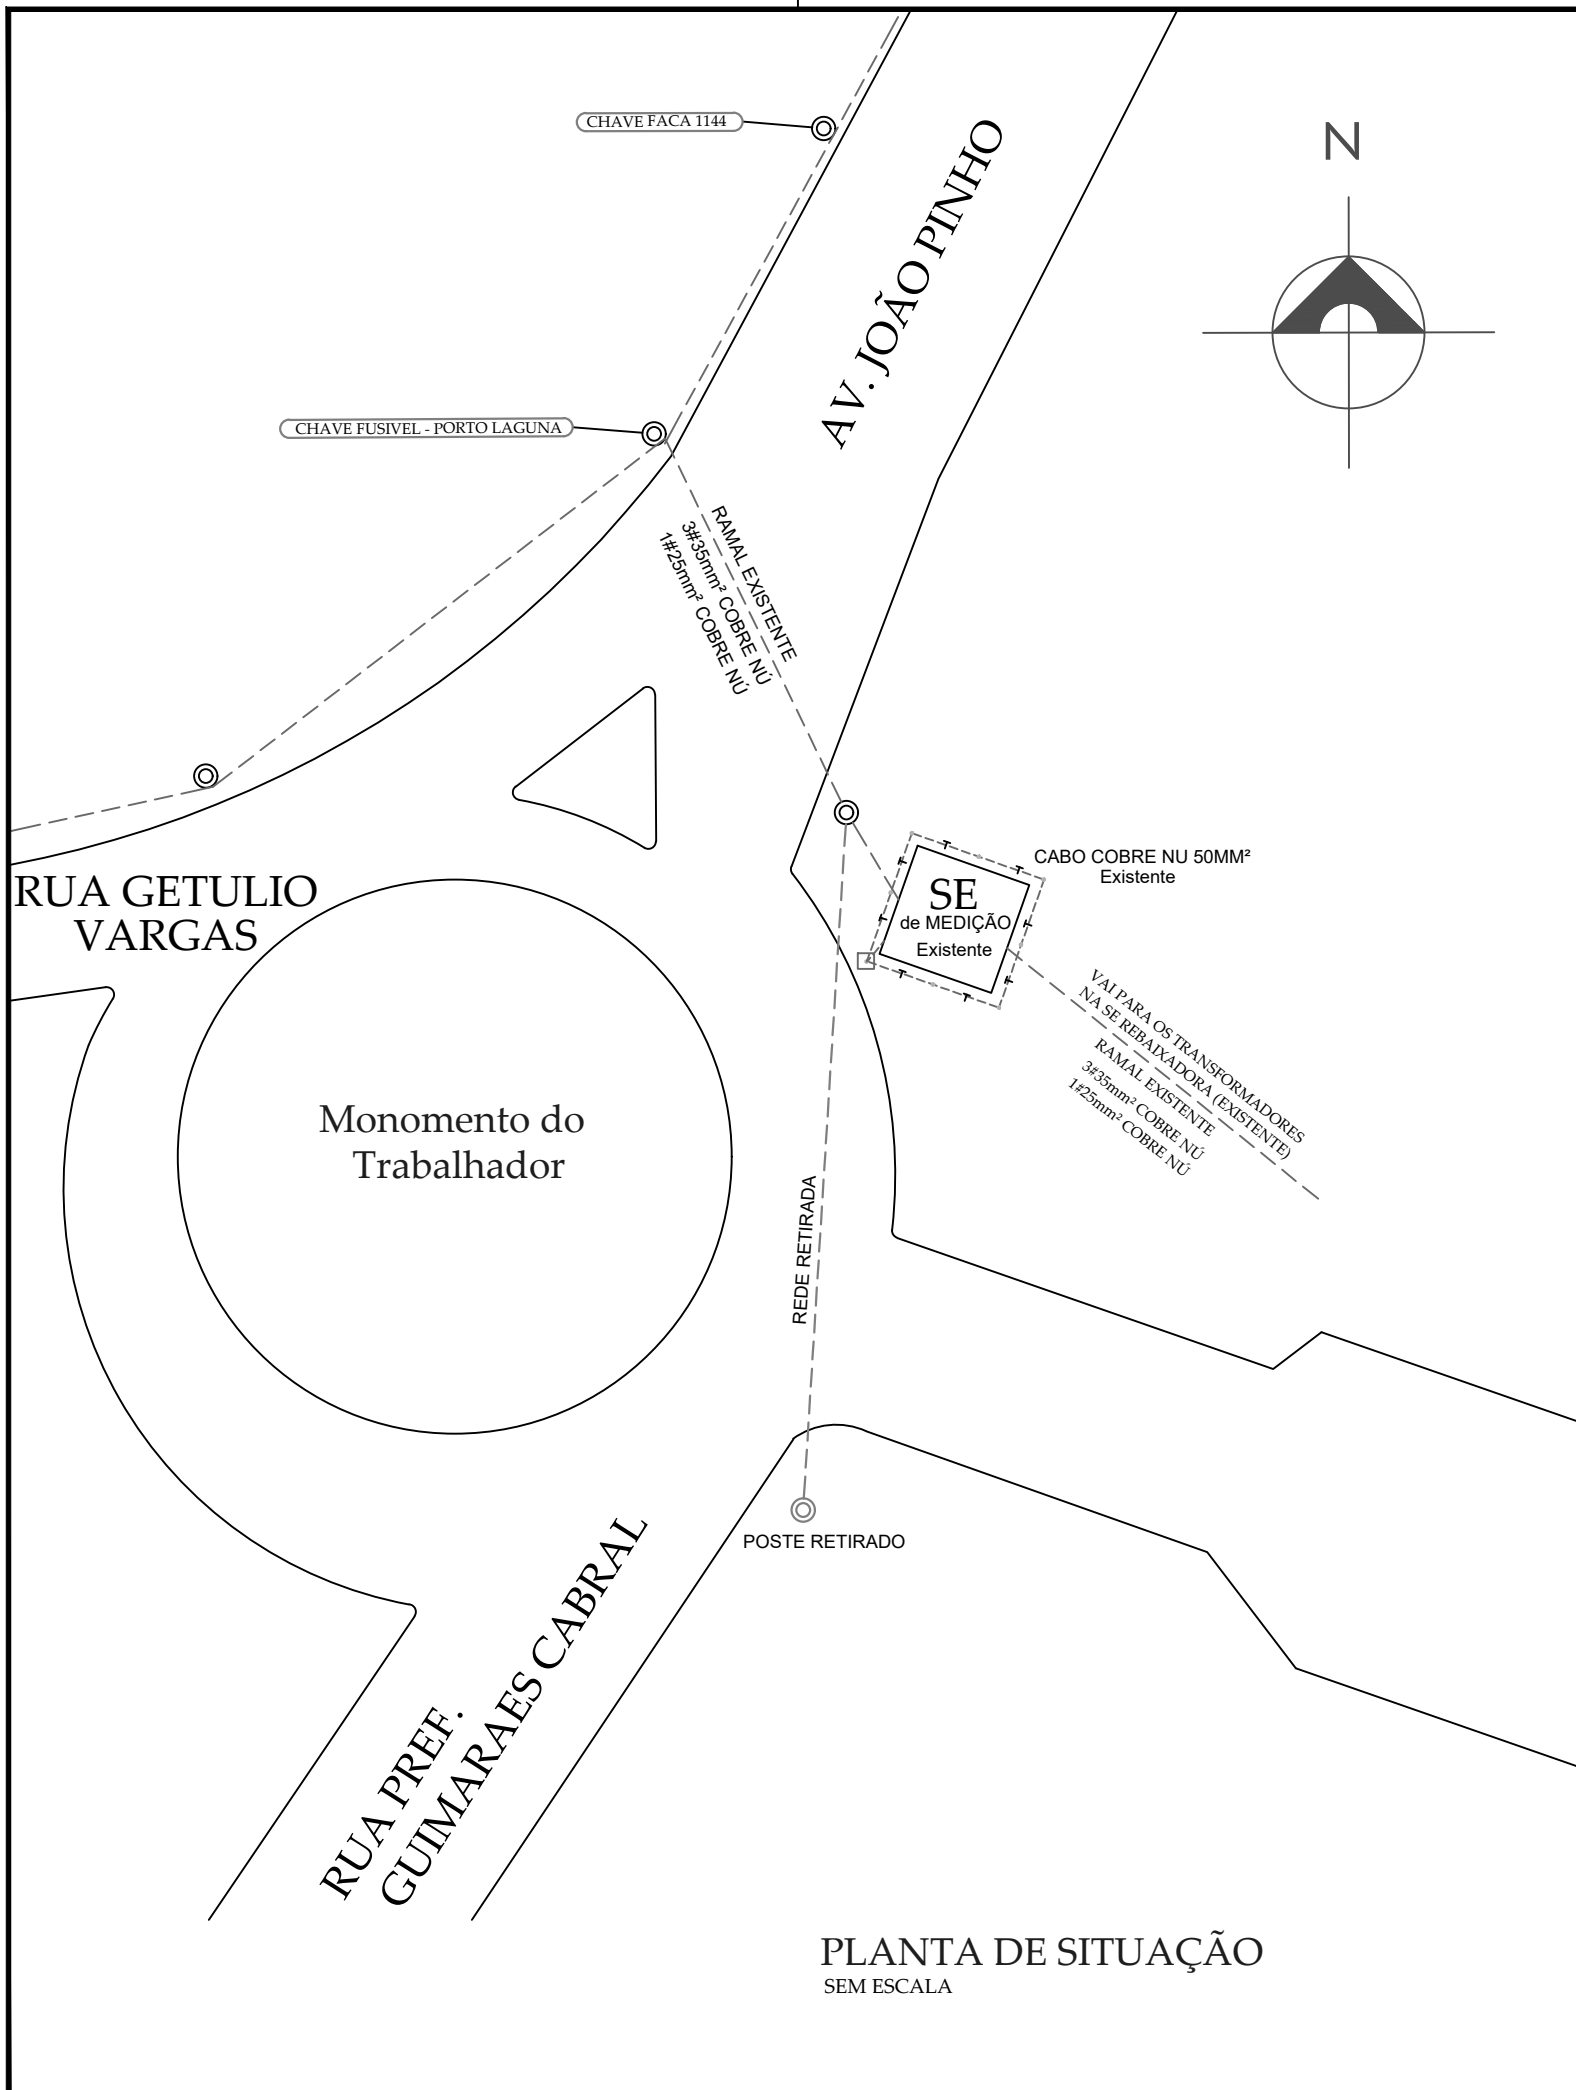 CHAVE FACA 1144
N
AV. JOÃO PINHO
CHAVE FUSIVEL - PORTO LAGUNA
RAMAL EXISTENTE
3#35mm² COBRE NÚ
1#25mm² COBRE NÚ
CABO COBRE NU 50MM²
Existente
SE
de MEDIÇÃO
Existente
RUA GETULIO
VARGAS
VAI PARA OS TRANSFORMADORES
NA SE REBAIXADORA (EXISTENTE)
RAMAL EXISTENTE
3#35mm² COBRE NÚ
1#25mm² COBRE NÚ
Monomento do
Trabalhador
REDE RETIRADA
POSTE RETIRADO
RUA PREF.
GUIMARAES CABRAL
PLANTA DE SITUAÇÃO
SEM ESCALA